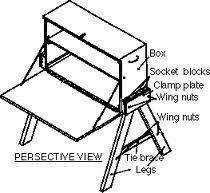 Box
Socket blocks
Clamp plate
Wing nuts
Wing nuts
PERSECTIVE VIEW
Tie brace
Legs